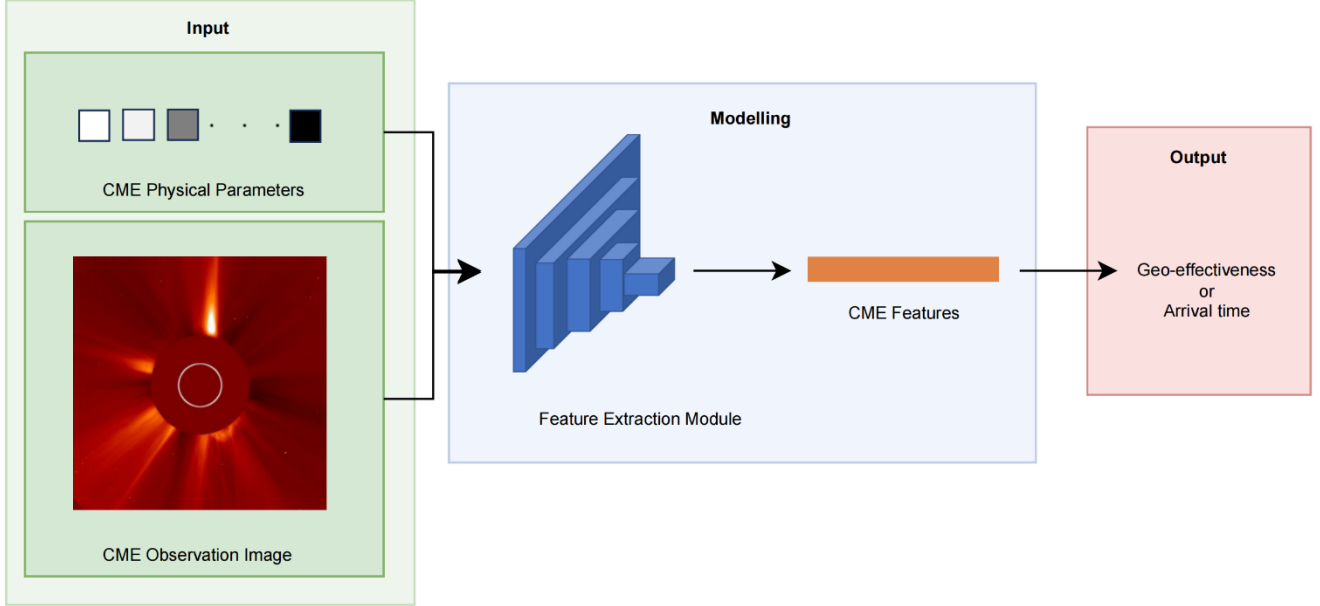 Input
CME Physical Parameters
CME Observation Image
Modelling
Feature Extraction Module
CME Features
Output
Geo-effectiveness
or
Arrival time